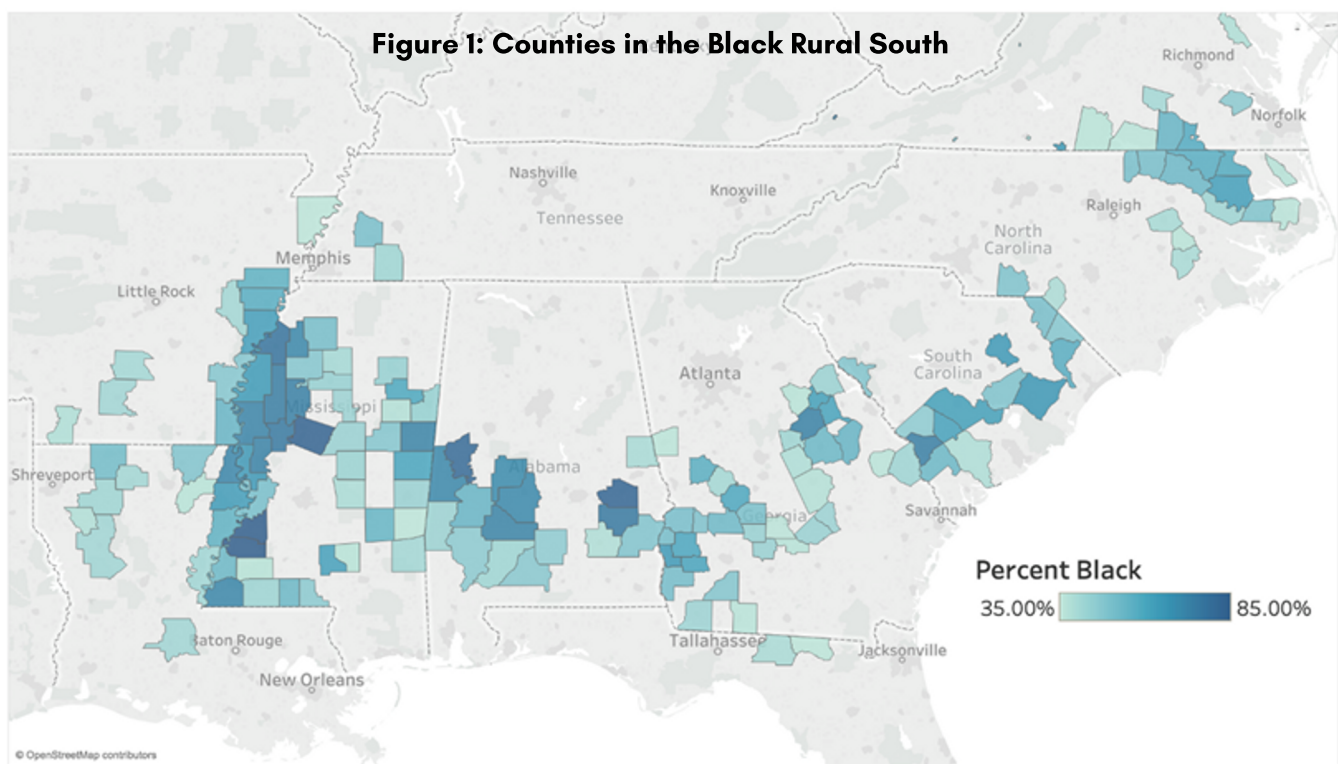 Figure 1: Counties in the Black Rural South
Richmond
Norfolk
Nashville
Knoxville
Tennessee
Raleigh
North
Carolina
Memphis
Little Rock
Atlanta
South
Carolina
Mississippi
Shreveport
Alabama
Georgia
Savannah
Percent Black
35.00%
85.00%
Baton Rouge
Tallahassee
Jacksonville
New Orleans
© OpenStreetMap contributors